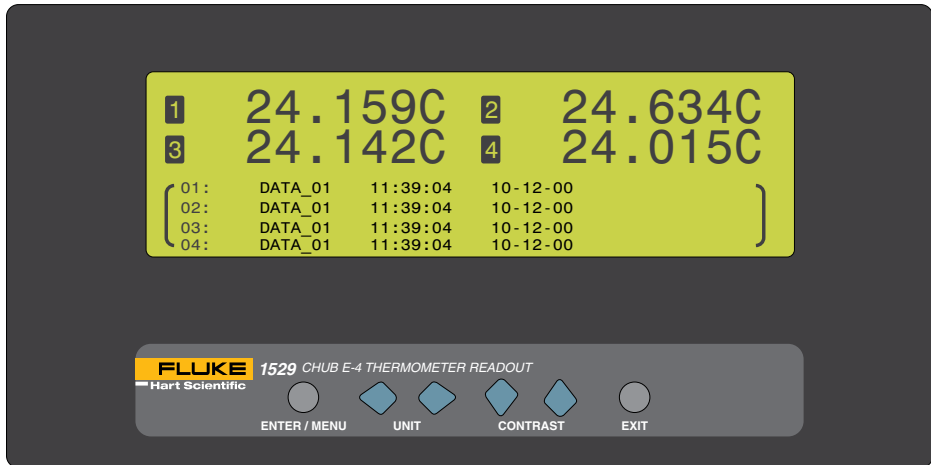 1 24.159C 2 24.634C
3 24.142C 4 24.015C
01: DATA_01 11:39:04 10-12-00
02: DATA_01 11:39:04 10-12-00
03: DATA_01 11:39:04 10-12-00
04: DATA_01 11:39:04 10-12-00
FLUKE 1529 CHUB E-4 THERMOMETER READOUT
Hart Scientific
ENTER / MENU UNIT CONTRAST EXIT